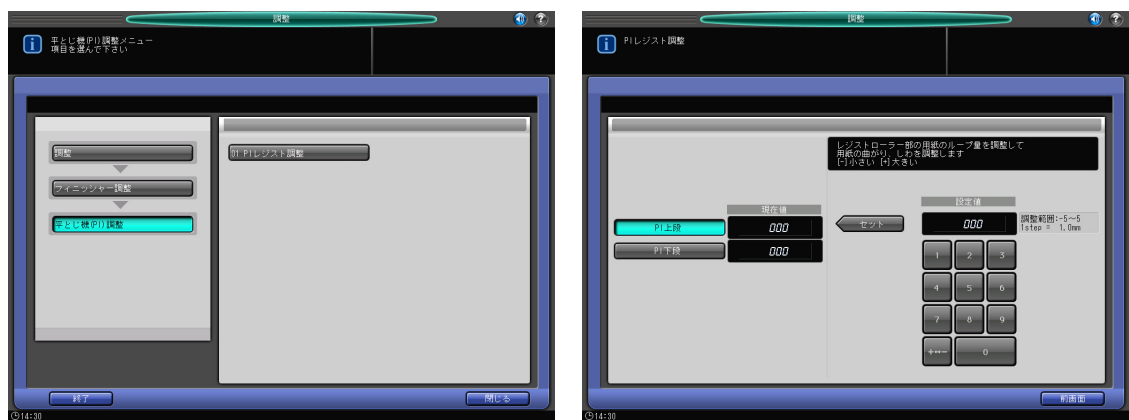 調整
平とじ機(PI)調整メニュー
項目を選んで下さい
調整
フィニッシャー調整
平とじ機(PI)調整
01 PIレジスト調整
終了
閉じる
14:30
調整
PIレジスト調整
レジストローラー部の用紙のループ量を調整して
用紙の曲がり、しわを調整します
[-]小さい [+]大きい
現在値
設定値
PI上段
000
セット
000
調整範囲:-5～5
1step = 1.0mm
PI下段
000
1
2
3
4
5
6
7
8
9
+↔-
0
前画面
14:30